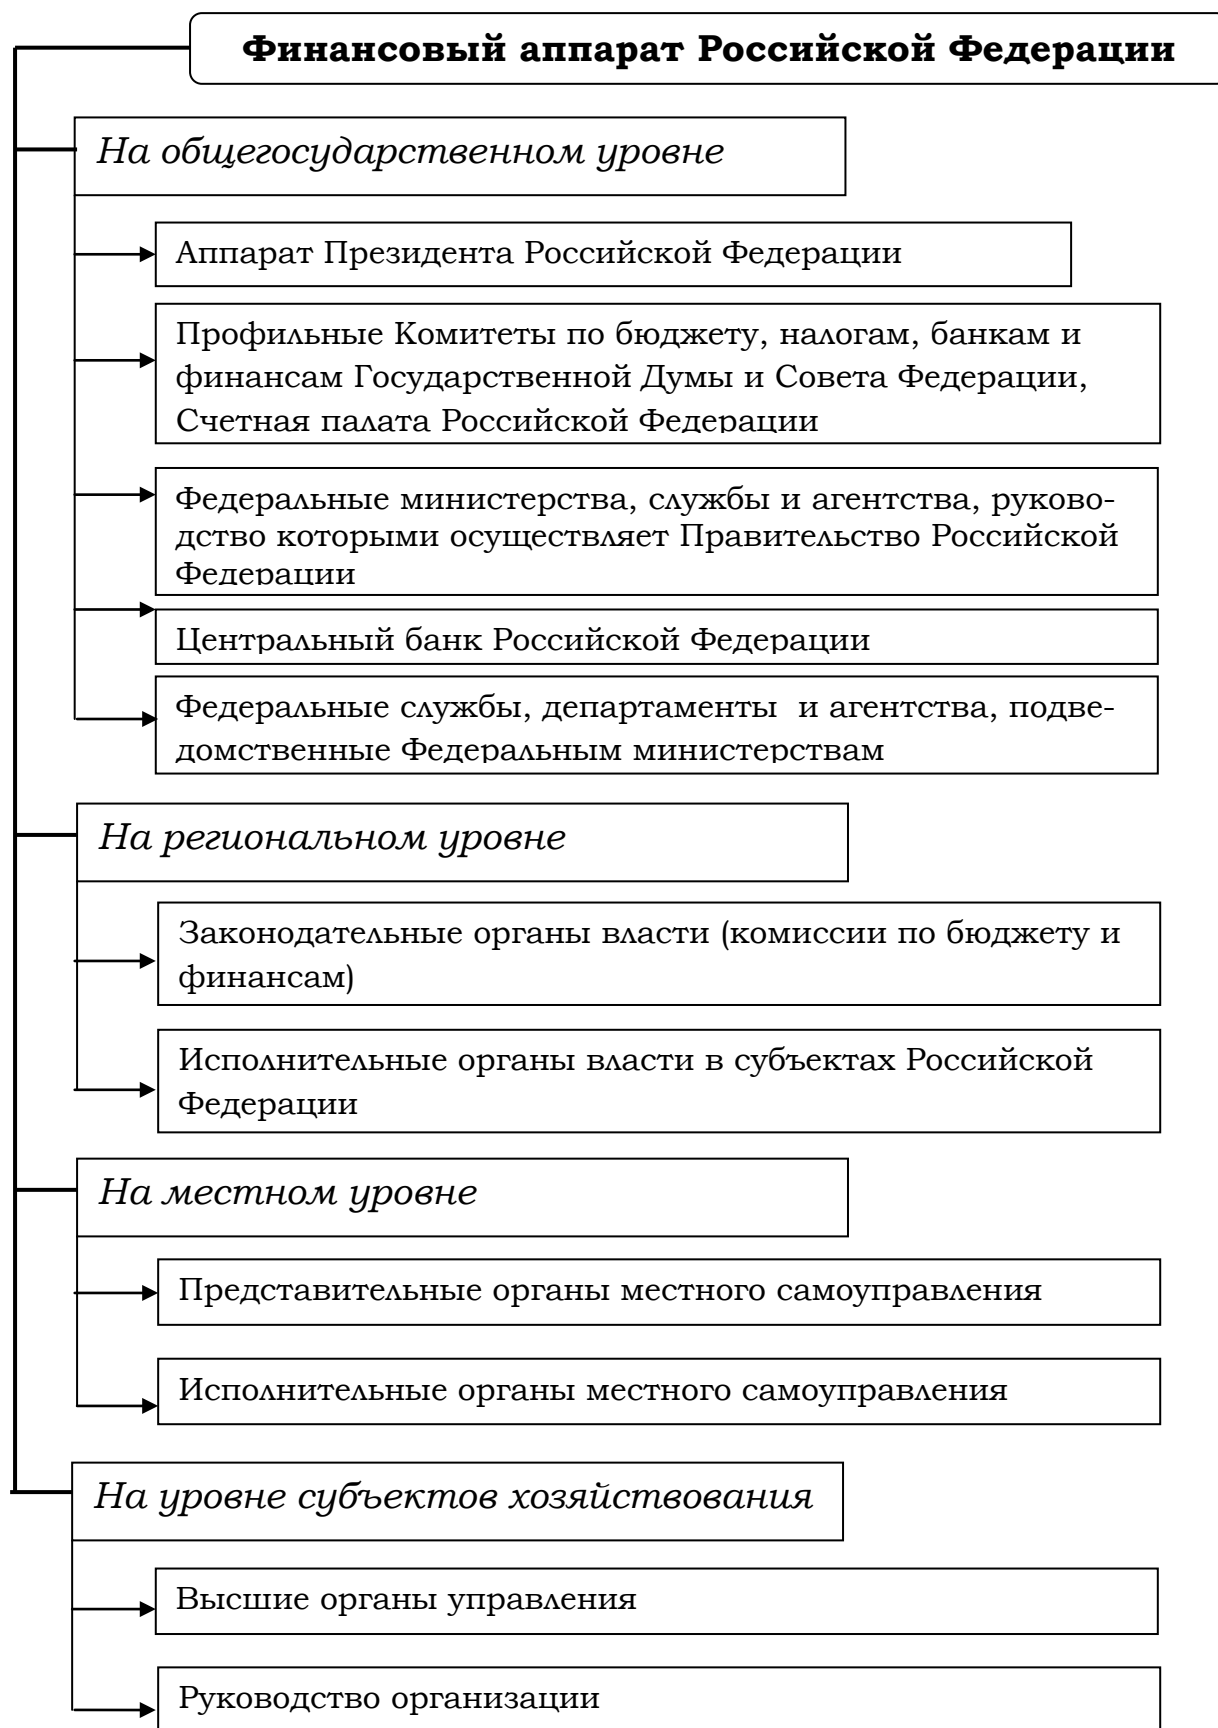 Финансовый аппарат Российской Федерации
На общегосударственном уровне
Аппарат Президента Российской Федерации
Профильные Комитеты по бюджету, налогам, банкам и
финансам Государственной Думы и Совета Федерации,
Счетная палата Российской Федерации
Федеральные министерства, службы и агентства, руково-
дство которыми осуществляет Правительство Российской
Федерации
Центральный банк Российской Федерации
Федеральные службы, департаменты и агентства, подве-
домственные Федеральным министерствам
На региональном уровне
Законодательные органы власти (комиссии по бюджету и
финансам)
Исполнительные органы власти в субъектах Российской
Федерации
На местном уровне
Представительные органы местного самоуправления
Исполнительные органы местного самоуправления
На уровне субъектов хозяйствования
Высшие органы управления
Руководство организации